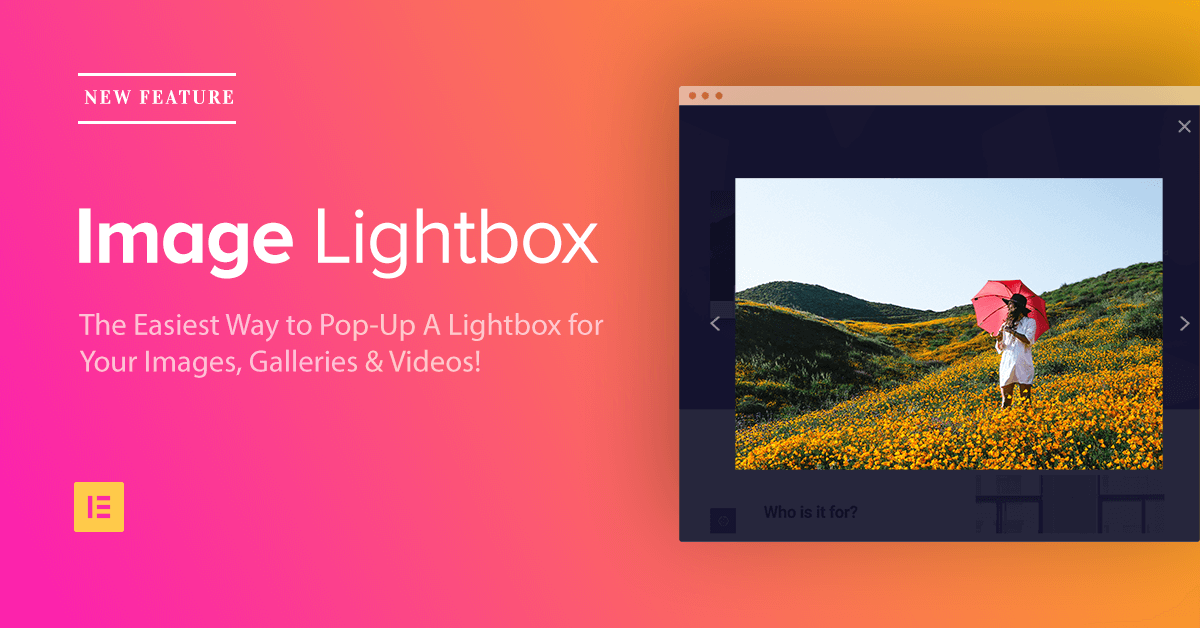 NEW FEATURE
Image Lightbox
The Easiest Way to Pop-Up A Lightbox for
Your Images, Galleries & Videos!
Who is it for?